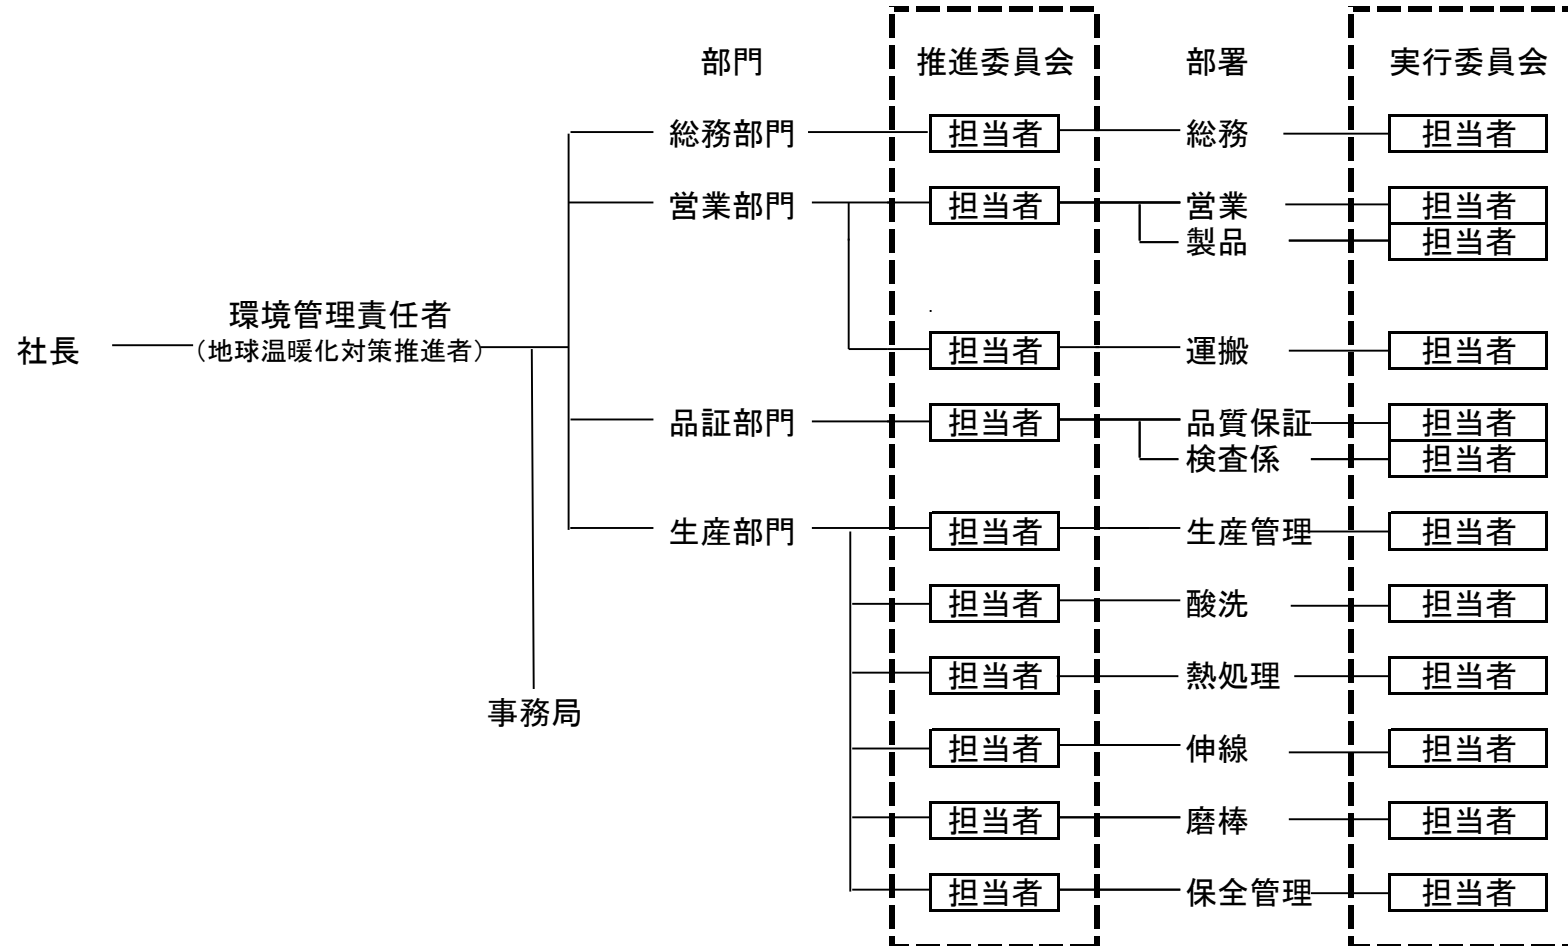 部門 推進委員会 部署 実行委員会
総務部門 担当者 総務 担当者
営業部門 担当者 営業 担当者
製品 担当者
環境管理責任者
社長 (地球温暖化対策推進者) 担当者 運搬 担当者
品証部門 担当者 品質保証 担当者
検査係 担当者
生産部門 担当者 生産管理 担当者
担当者 酸洗 担当者
担当者 熱処理 担当者
事務局
担当者 伸線 担当者
担当者 磨棒 担当者
担当者 保全管理 担当者